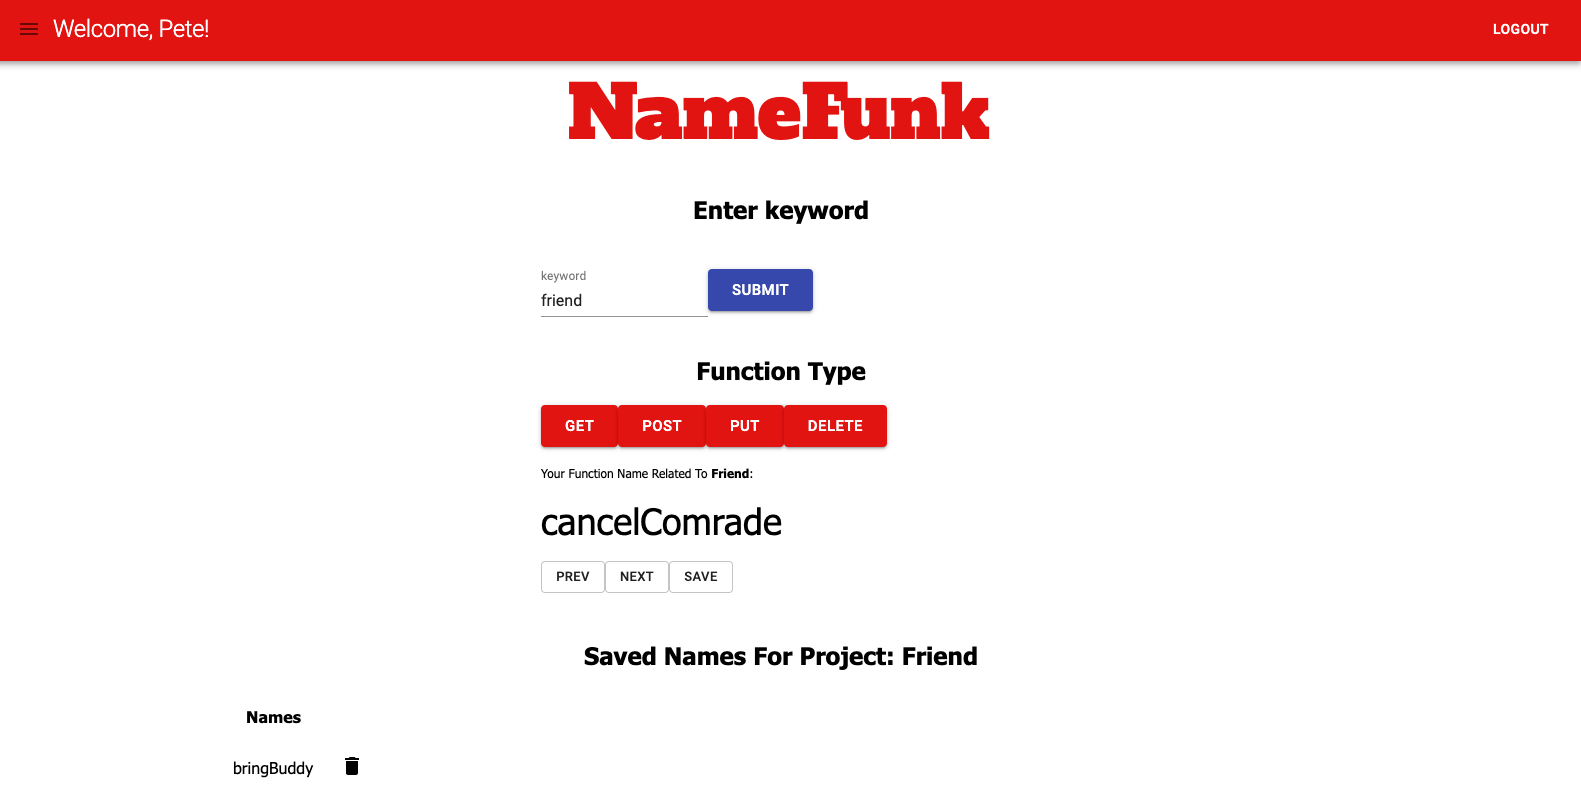 Welcome, Pete!
LOGOUT
NameFunk
Enter keyword
keyword
friend
SUBMIT
Function Type
GET POST PUT DELETE
Your Function Name Related To Friend:
cancelComrade
PREV NEXT SAVE
Saved Names For Project: Friend
Names
bringBuddy